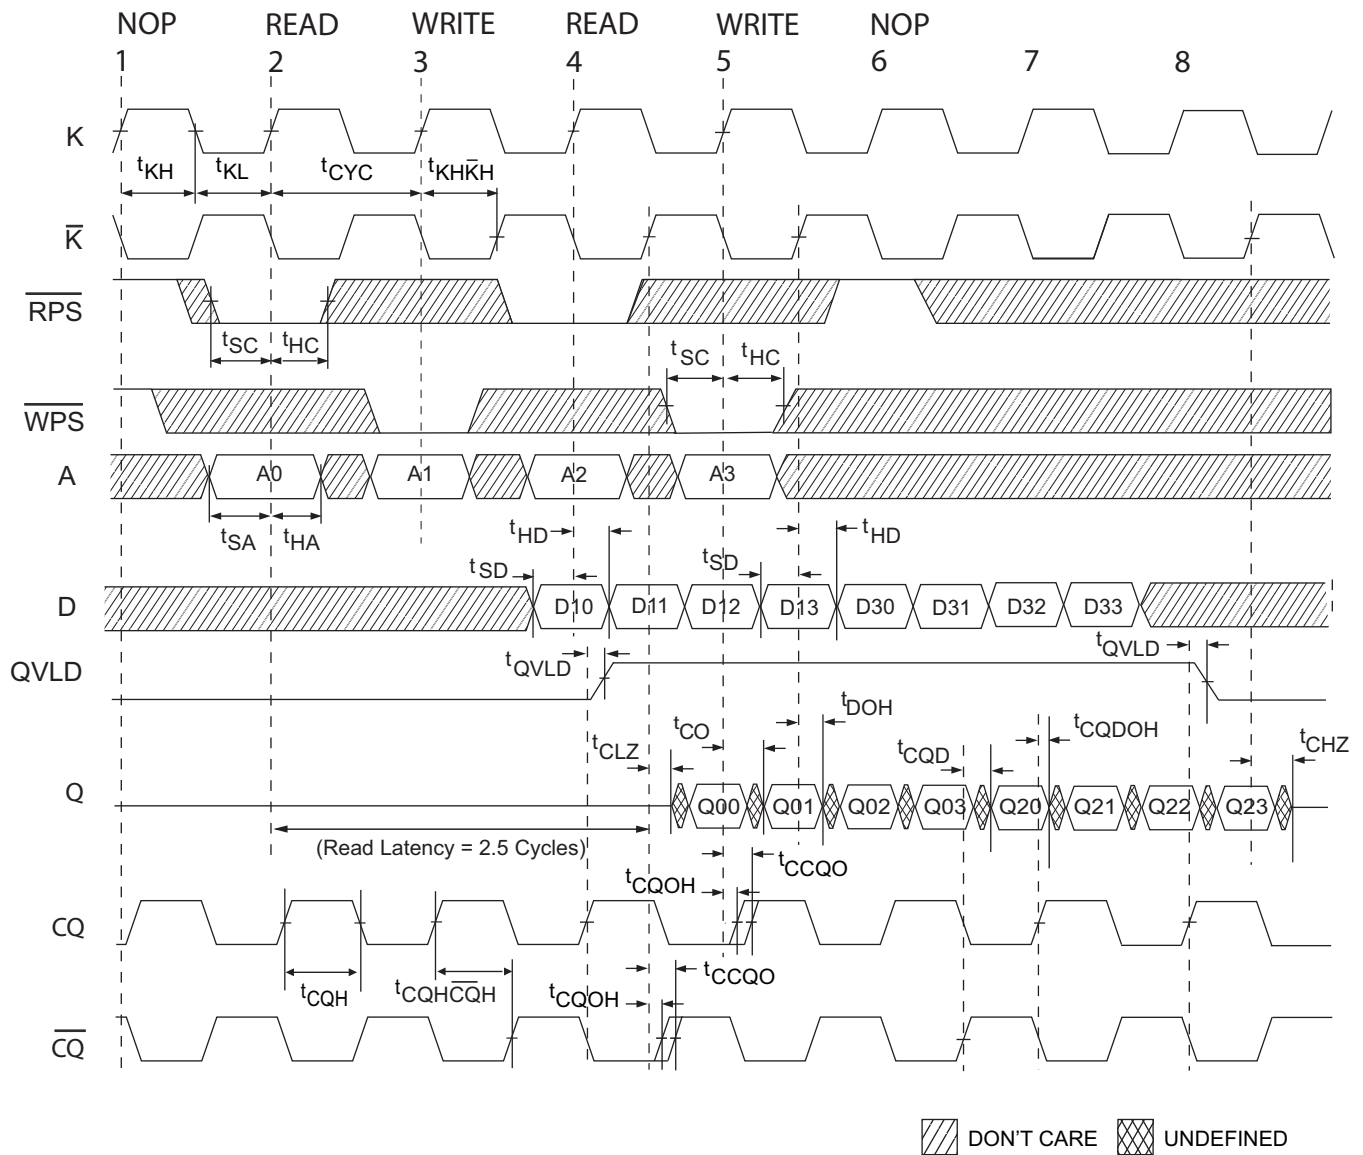 NOP READ WRITE READ WRITE NOP
1 2 3 4 5 6 7 8
K
tKH tKL tCYC tKHK̅H
K̅
R̅P̅S̅
tSC tHC
tSC tHC
W̅P̅S̅
A A0 A1 A2 A3
tSA tHA
tHD tHD
tSD tSD
D D10 D11 D12 D13 D30 D31 D32 D33
QVLD tQVLD tQVLD
tCLZ tCO tDOH tCQD tCQDOH tCHZ
Q Q00 Q01 Q02 Q03 Q20 Q21 Q22 Q23
(Read Latency = 2.5 Cycles)
tCQOH tCCQO
CQ
tCQH tCQHC̅Q̅H tCQOH tCCQO
C̅Q̅
DON'T CARE UNDEFINED